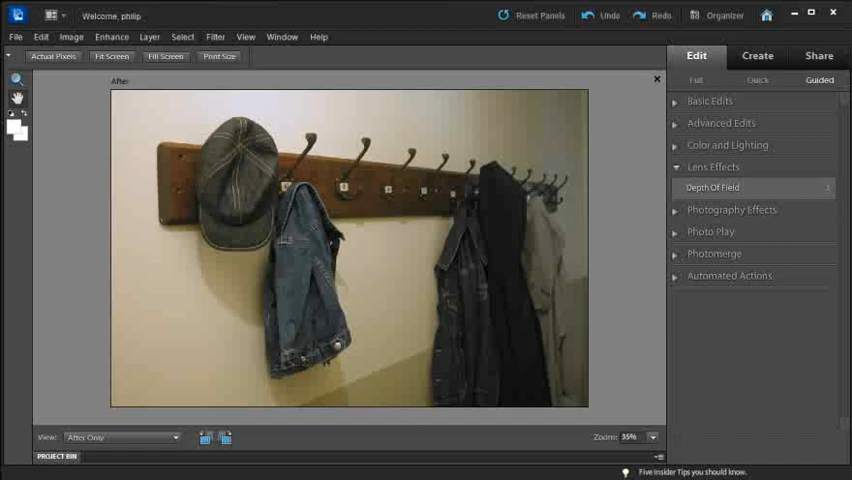 Welcome, philip
Reset Panels
Undo
Redo
Organizer
File Edit Image Enhance Layer Select Filter View Window Help
Actual Pixels Fit Screen Fill Screen Print Size
Edit Create Share
After
Full Quick Guided
Basic Edits
Advanced Edits
Color and Lighting
Lens Effects
Depth Of Field
Photography Effects
Photo Play
Photomerge
Automated Actions
View: After Only
Zoom: 35%
PROJECT BIN
Five Insider Tips you should know.